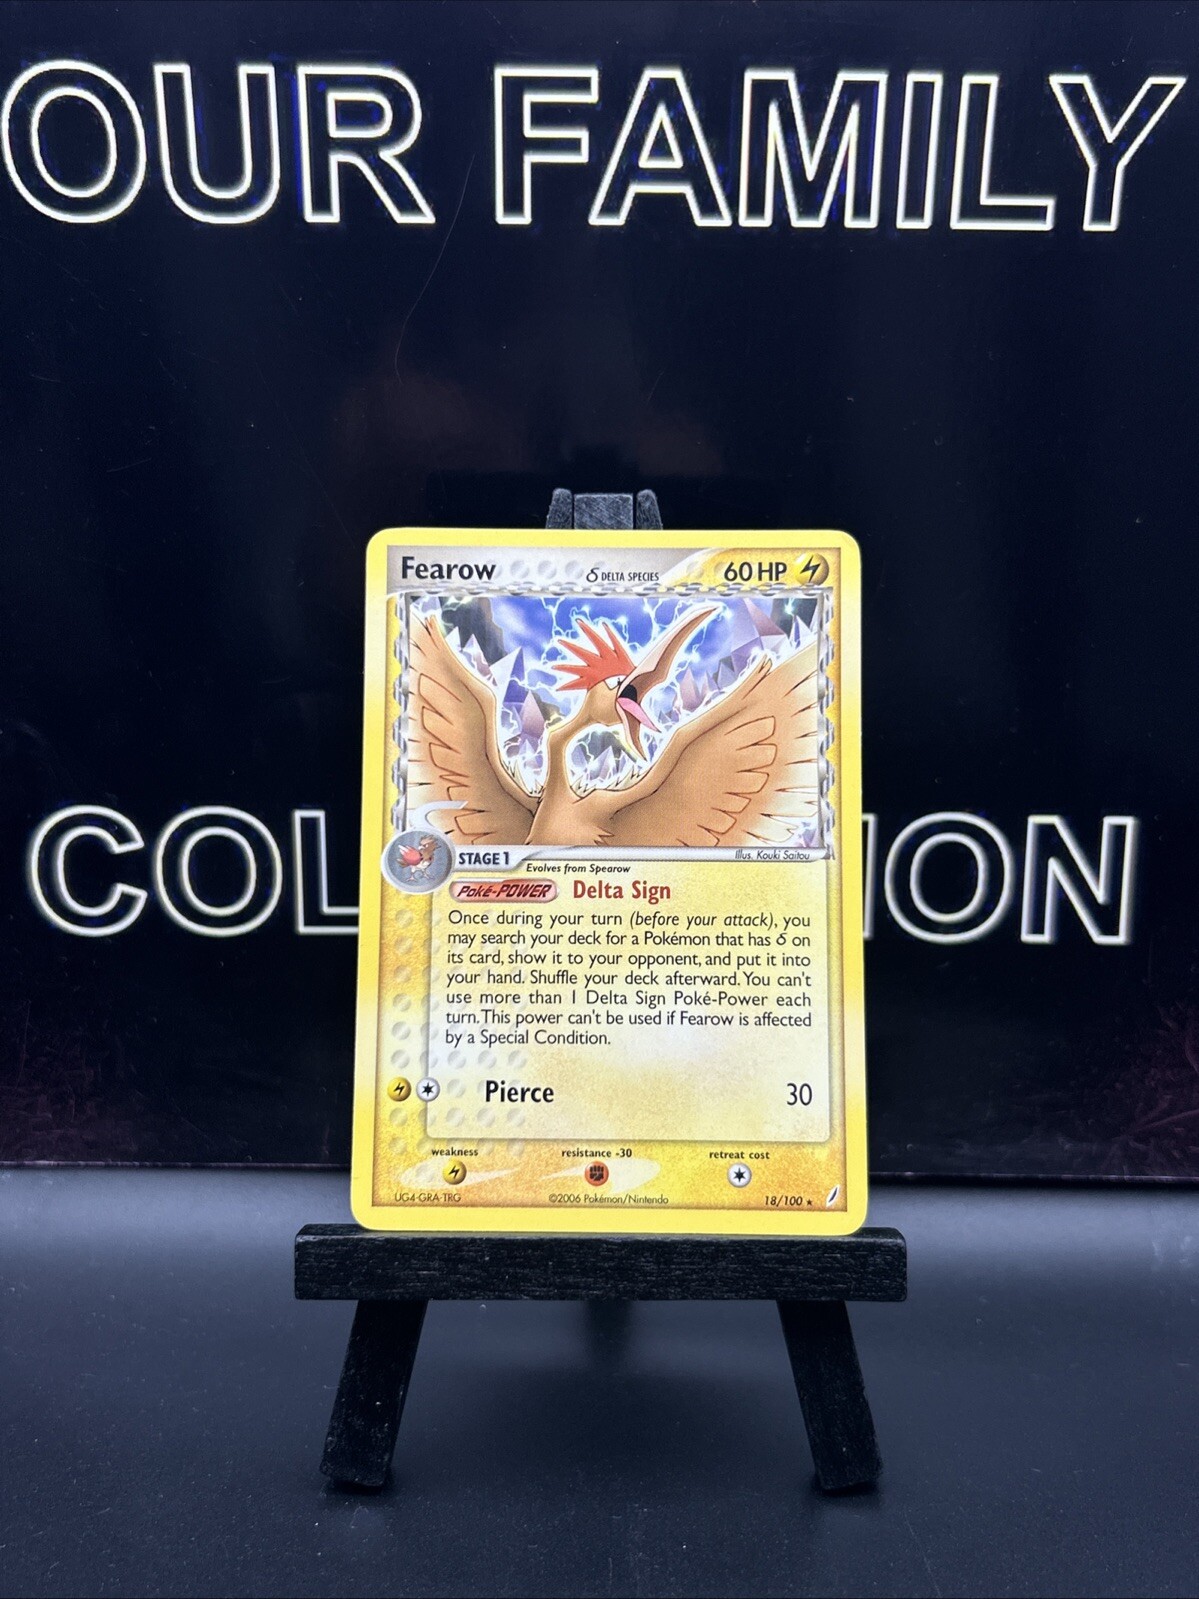 OUR FAMILY
COL ION
Fearow
δ DELTA SPECIES
60 HP
STAGE 1
Evolves from Spearow
Illus. Kouki Saitou
Poké-POWER Delta Sign
Once during your turn (before your attack), you
may search your deck for a Pokémon that has δ on
its card, show it to your opponent, and put it into
your hand. Shuffle your deck afterward. You can't
use more than 1 Delta Sign Poké-Power each
turn. This power can't be used if Fearow is affected
by a Special Condition.
Pierce 30
weakness resistance -30 retreat cost
UG4-GRA-TRG ©2006 Pokémon/Nintendo 18/100 ★